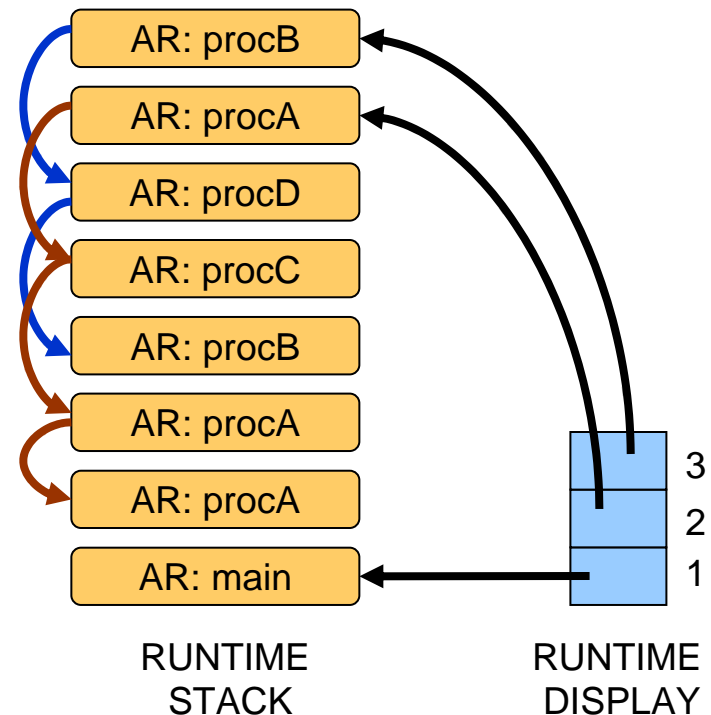 AR: procB
AR: procA
AR: procD
AR: procC
AR: procB
AR: procA
AR: procA
AR: main
3
2
1
RUNTIME
STACK
RUNTIME
DISPLAY